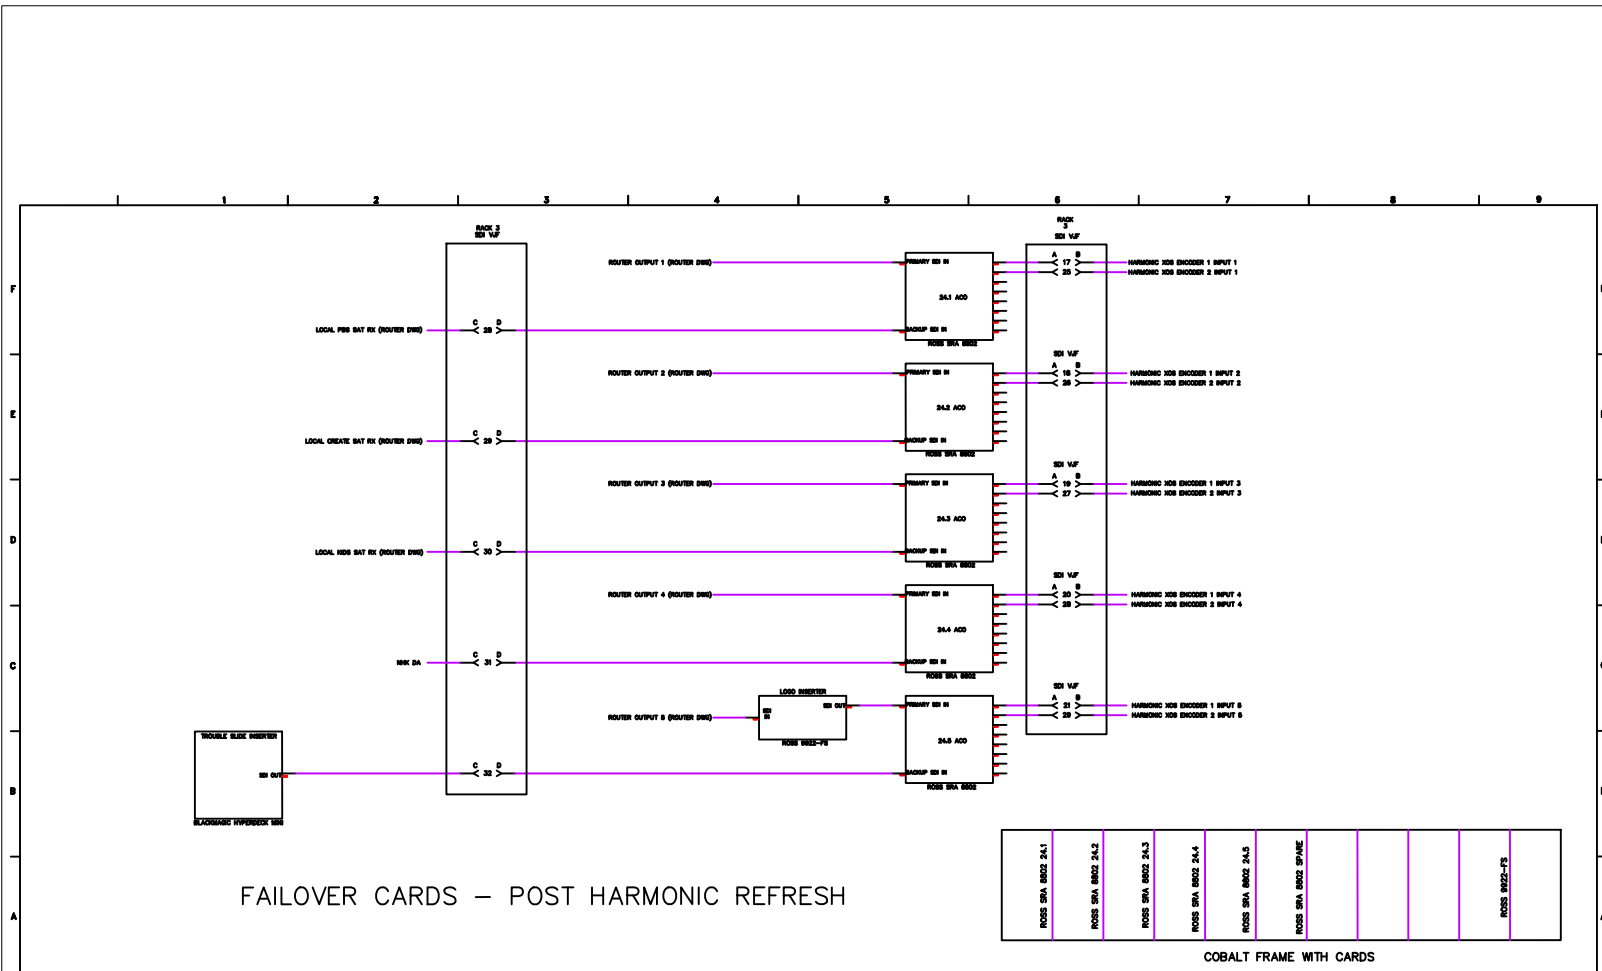 1 2 3 4 5 6 7 8 9
RACK 3
SDI VJF
RACK
3
SDI VJF
A B
ROUTER OUTPUT 1 (ROUTER DWG)
PRIMARY SDI IN
17
HARMONIC XOS ENCODER 1 INPUT 1
25
HARMONIC XOS ENCODER 2 INPUT 1
F
24.1 ACO
C D
LOCAL PBS SAT RX (ROUTER DWG)
28
BACKUP SDI IN
ROSS SRA 8802
SDI VJF
A B
ROUTER OUTPUT 2 (ROUTER DWG)
PRIMARY SDI IN
18
HARMONIC XOS ENCODER 1 INPUT 2
26
HARMONIC XOS ENCODER 2 INPUT 2
E
24.2 ACO
C D
LOCAL CREATE SAT RX (ROUTER DWG)
29
BACKUP SDI IN
ROSS SRA 8802
SDI VJF
A B
ROUTER OUTPUT 3 (ROUTER DWG)
PRIMARY SDI IN
19
HARMONIC XOS ENCODER 1 INPUT 3
27
HARMONIC XOS ENCODER 2 INPUT 3
D
24.3 ACO
C D
LOCAL KIDS SAT RX (ROUTER DWG)
30
BACKUP SDI IN
ROSS SRA 8802
SDI VJF
A B
ROUTER OUTPUT 4 (ROUTER DWG)
PRIMARY SDI IN
20
HARMONIC XOS ENCODER 1 INPUT 4
28
HARMONIC XOS ENCODER 2 INPUT 4
24.4 ACO
C D
C
NHK DA
31
BACKUP SDI IN
ROSS SRA 8802
SDI VJF
LOGO INSERTER
A B
SDI OUT
PRIMARY SDI IN
21
HARMONIC XOS ENCODER 1 INPUT 5
ROUTER OUTPUT 5 (ROUTER DWG)
SDI
IN
29
HARMONIC XOS ENCODER 2 INPUT 5
ROSS 9922-FS
24.5 ACO
TROUBLE SLIDE INSERTER
C D
SDI OUT
32
BACKUP SDI IN
ROSS SRA 8802
B
BLACKMAGIC HYPERDECK MINI
ROSS SRA 8802 24.1
ROSS SRA 8802 24.2
ROSS SRA 8802 24.3
ROSS SRA 8802 24.4
ROSS SRA 8802 24.5
ROSS SRA 8802 SPARE
ROSS 9922-FS
FAILOVER CARDS - POST HARMONIC REFRESH
A
COBALT FRAME WITH CARDS